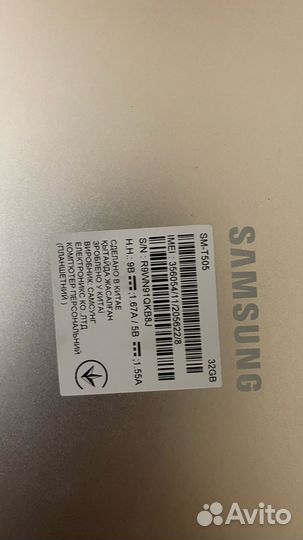 SAMSUNG
SM-T505 32GB
IMEI : 356054/11/205622/8
S/N : R9WN91QKB8J
Н.Н.: 9В ⎓ ; 1.67А / 5В ⎓ ; 1.55А
СДЕЛАНО В КИТАЕ
ҚЫТАЙДА ЖАСАЛҒАН
ЗРОБЛЕНО У КИТАЇ
ВИРОБНИК: САМСУНГ
ЕЛЕКТРОНІКС КО.,ЛТД
КОМП'ЮТЕР ПЕРСОНАЛЬНИЙ
(ПЛАНШЕТНИЙ)
Avito